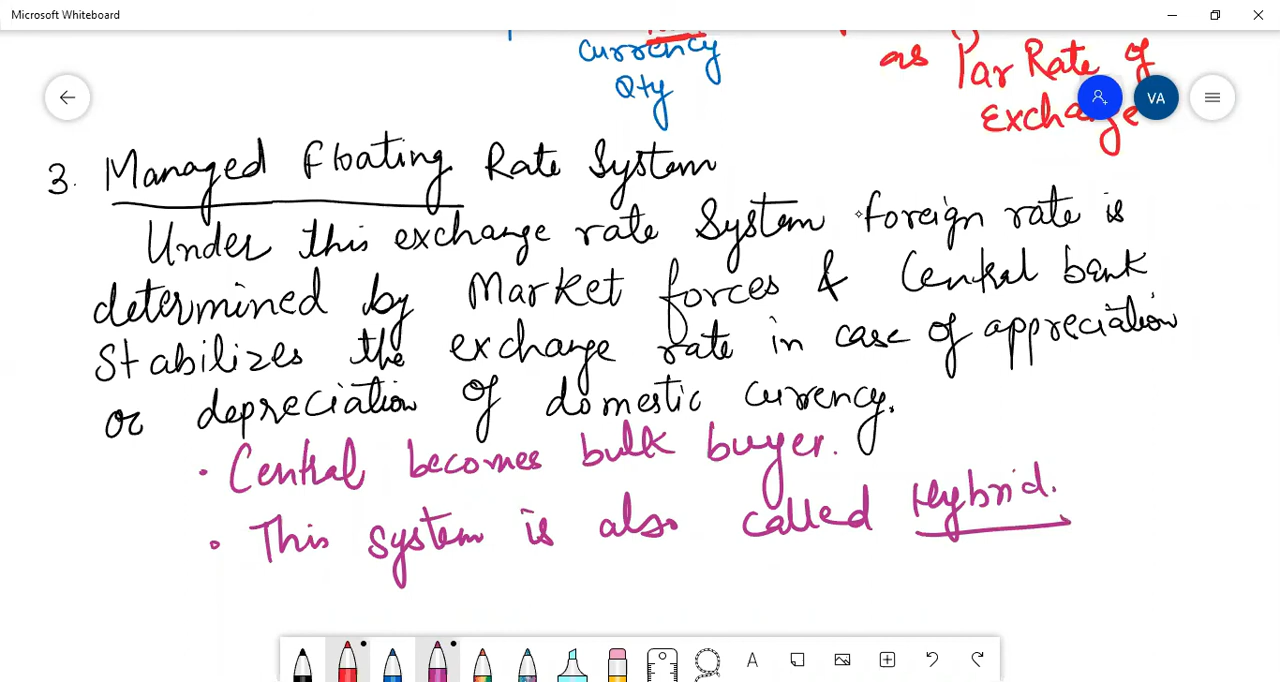 Microsoft Whiteboard
currency
Qty
as Par Rate of
Exchange
VA
3. Managed Floating Rate System
Under this exchange rate System foreign rate is
determined by Market forces & Central bank
Stabilizes the exchange rate in case of appreciation
or depreciation of domestic currency.
• Central becomes bulk buyer.
• This system is also called Hybrid.
A